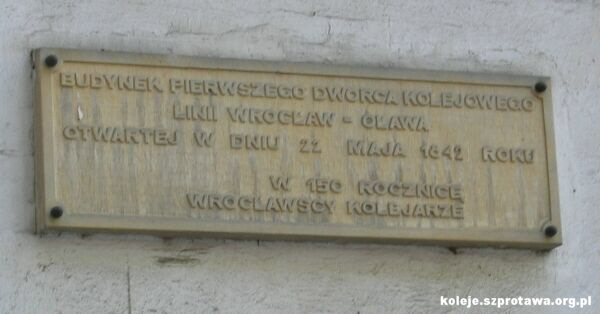 BUDYNEK PIERWSZEGO DWORCA KOLEJOWEGO
LINII WROCŁAW - OŁAWA
OTWARTEJ W DNIU 22 MAJA 1842 ROKU
W 150 ROCZNICĘ
WROCŁAWSCY KOLEJARZE
koleje.szprotawa.org.pl